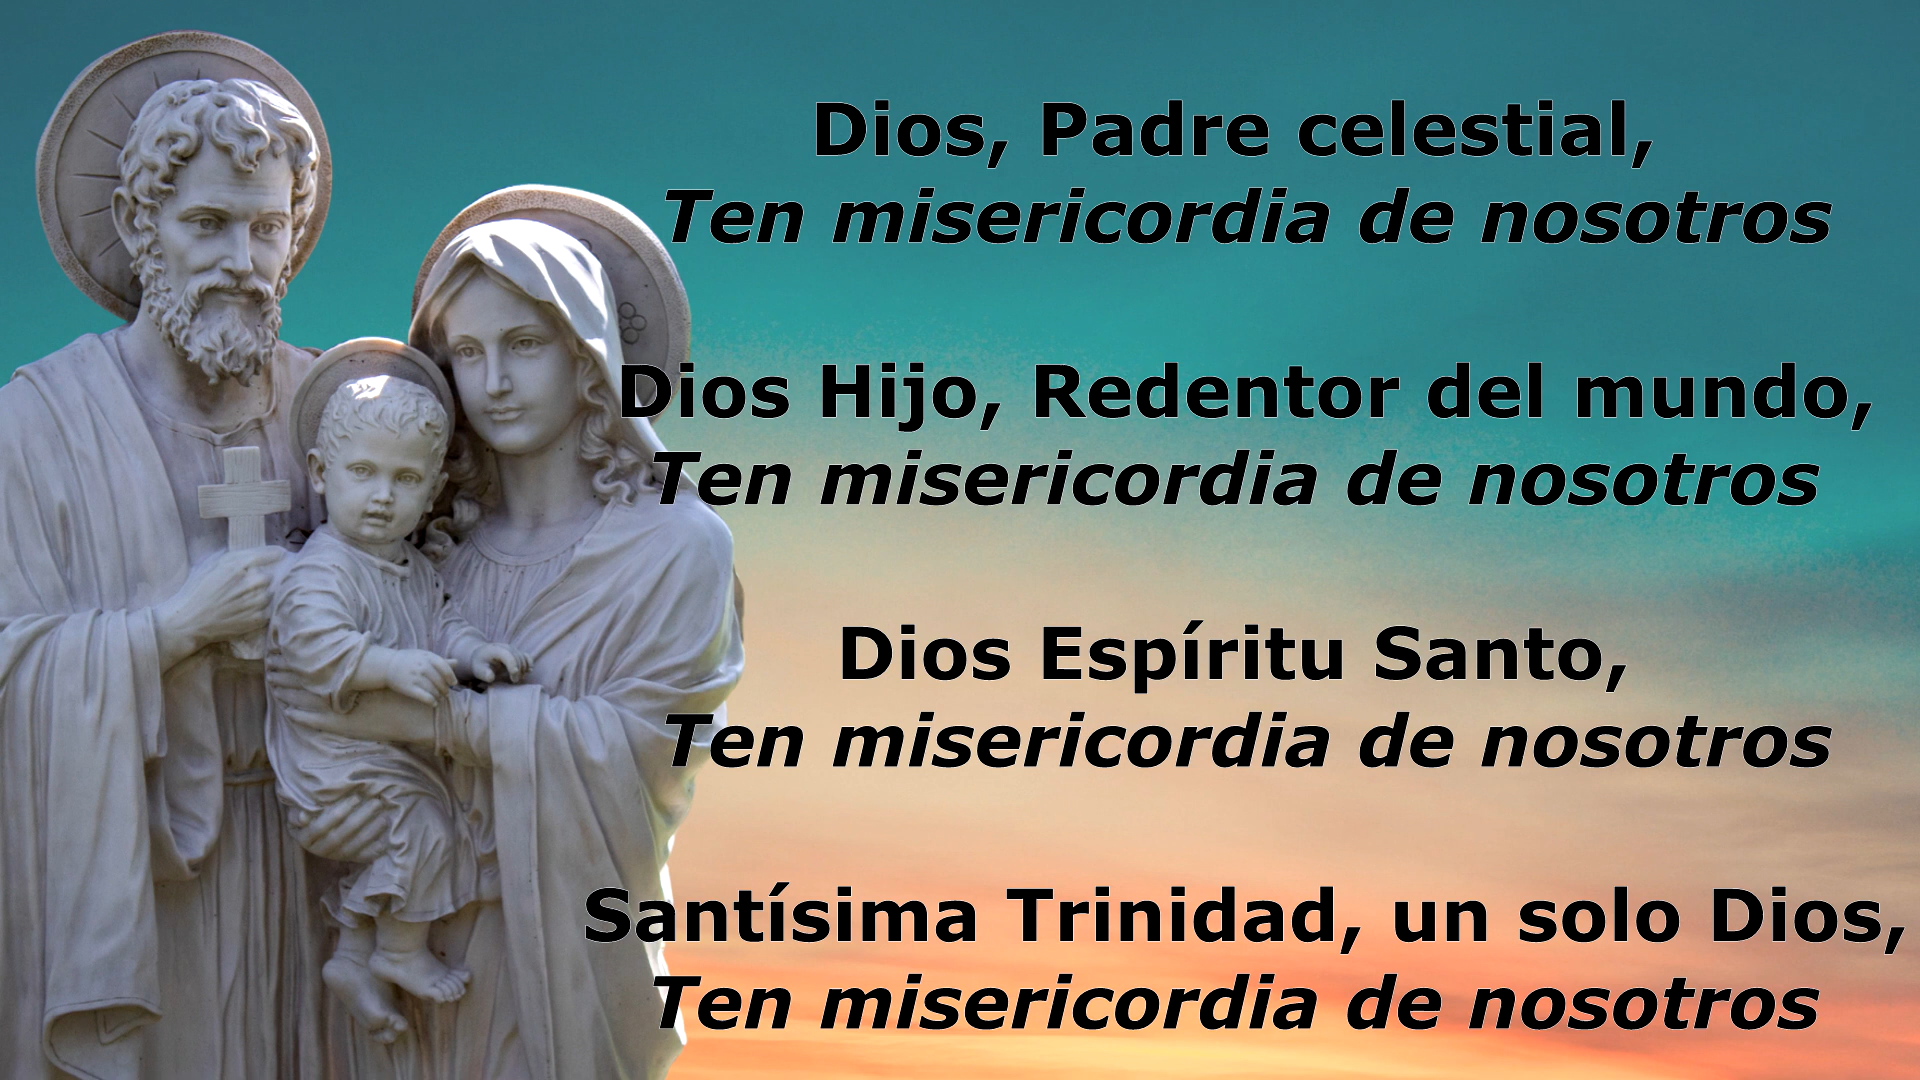 Dios, Padre celestial,
Ten misericordia de nosotros
Dios Hijo, Redentor del mundo,
Ten misericordia de nosotros
Dios Espíritu Santo,
Ten misericordia de nosotros
Santísima Trinidad, un solo Dios,
Ten misericordia de nosotros